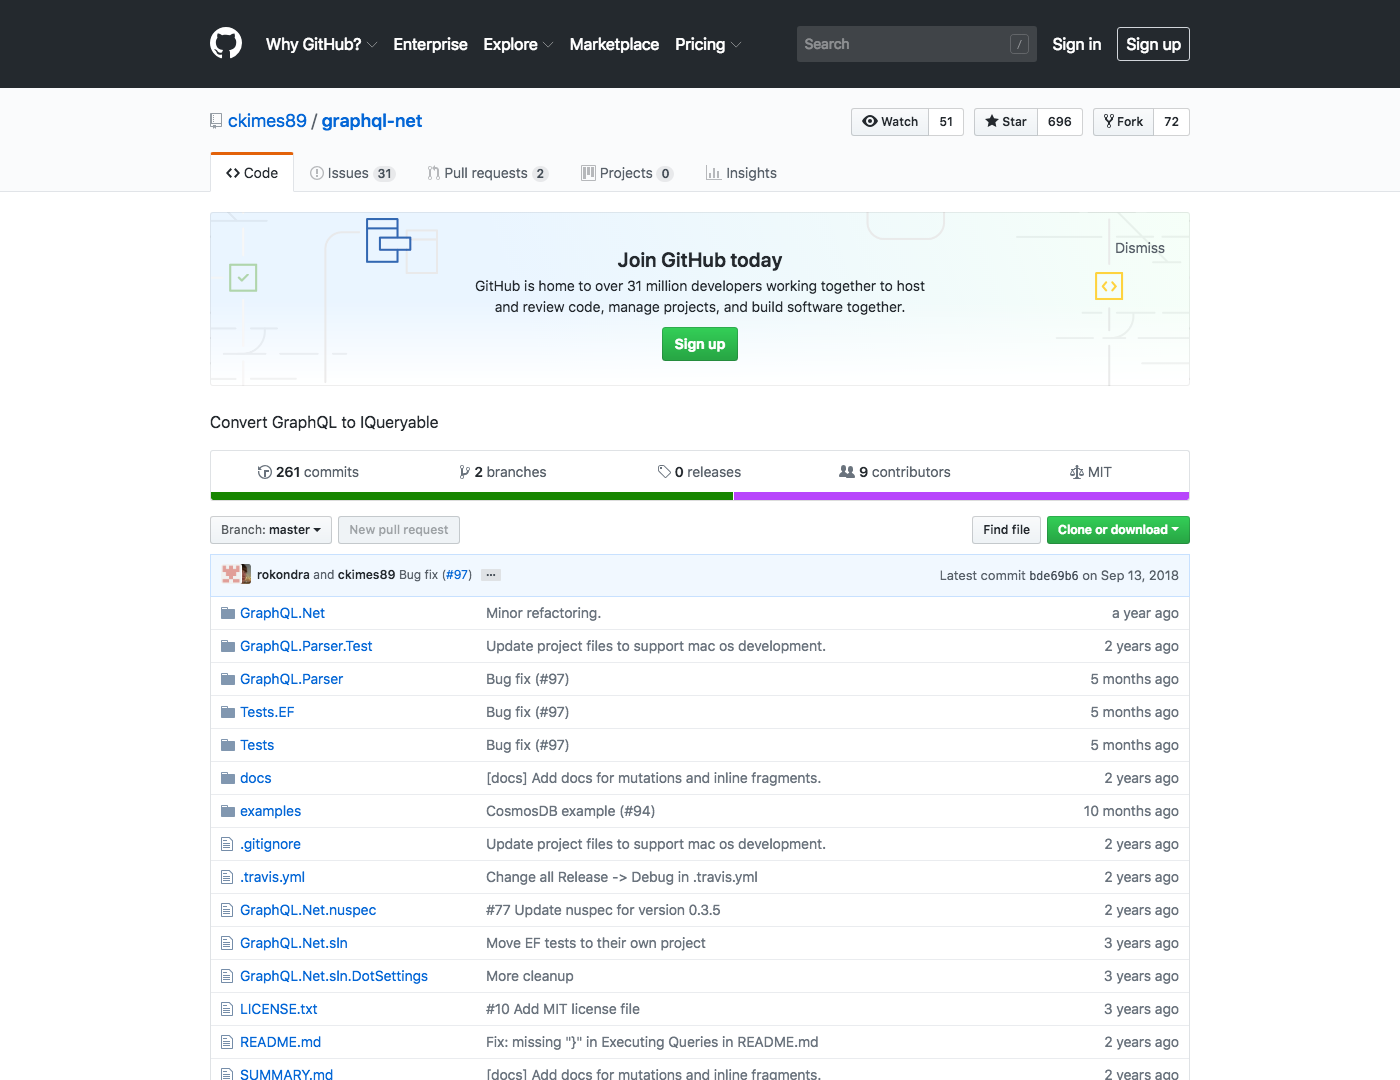 Why GitHub? Enterprise Explore Marketplace Pricing Search / Sign in Sign up
ckimes89 / graphql-net Watch 51 Star 696 Fork 72
Code Issues 31 Pull requests 2 Projects 0 Insights
Dismiss
Join GitHub today
GitHub is home to over 31 million developers working together to host
and review code, manage projects, and build software together.
Sign up
Convert GraphQL to IQueryable
261 commits 2 branches 0 releases 9 contributors MIT
Branch: master New pull request Find file Clone or download
rokondra and ckimes89 Bug fix (#97) ... Latest commit bde69b6 on Sep 13, 2018
GraphQL.Net Minor refactoring. a year ago
GraphQL.Parser.Test Update project files to support mac os development. 2 years ago
GraphQL.Parser Bug fix (#97) 5 months ago
Tests.EF Bug fix (#97) 5 months ago
Tests Bug fix (#97) 5 months ago
docs [docs] Add docs for mutations and inline fragments. 2 years ago
examples CosmosDB example (#94) 10 months ago
.gitignore Update project files to support mac os development. 2 years ago
.travis.yml Change all Release -> Debug in .travis.yml 2 years ago
GraphQL.Net.nuspec #77 Update nuspec for version 0.3.5 2 years ago
GraphQL.Net.sln Move EF tests to their own project 3 years ago
GraphQL.Net.sln.DotSettings More cleanup 3 years ago
LICENSE.txt #10 Add MIT license file 3 years ago
README.md Fix: missing "}" in Executing Queries in README.md 2 years ago
SUMMARY.md [docs] Add docs for mutations and inline fragments. 2 years ago